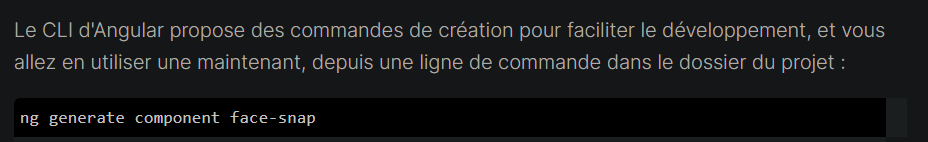 Le CLI d'Angular propose des commandes de création pour faciliter le développement, et vous
allez en utiliser une maintenant, depuis une ligne de commande dans le dossier du projet :
ng generate component face-snap